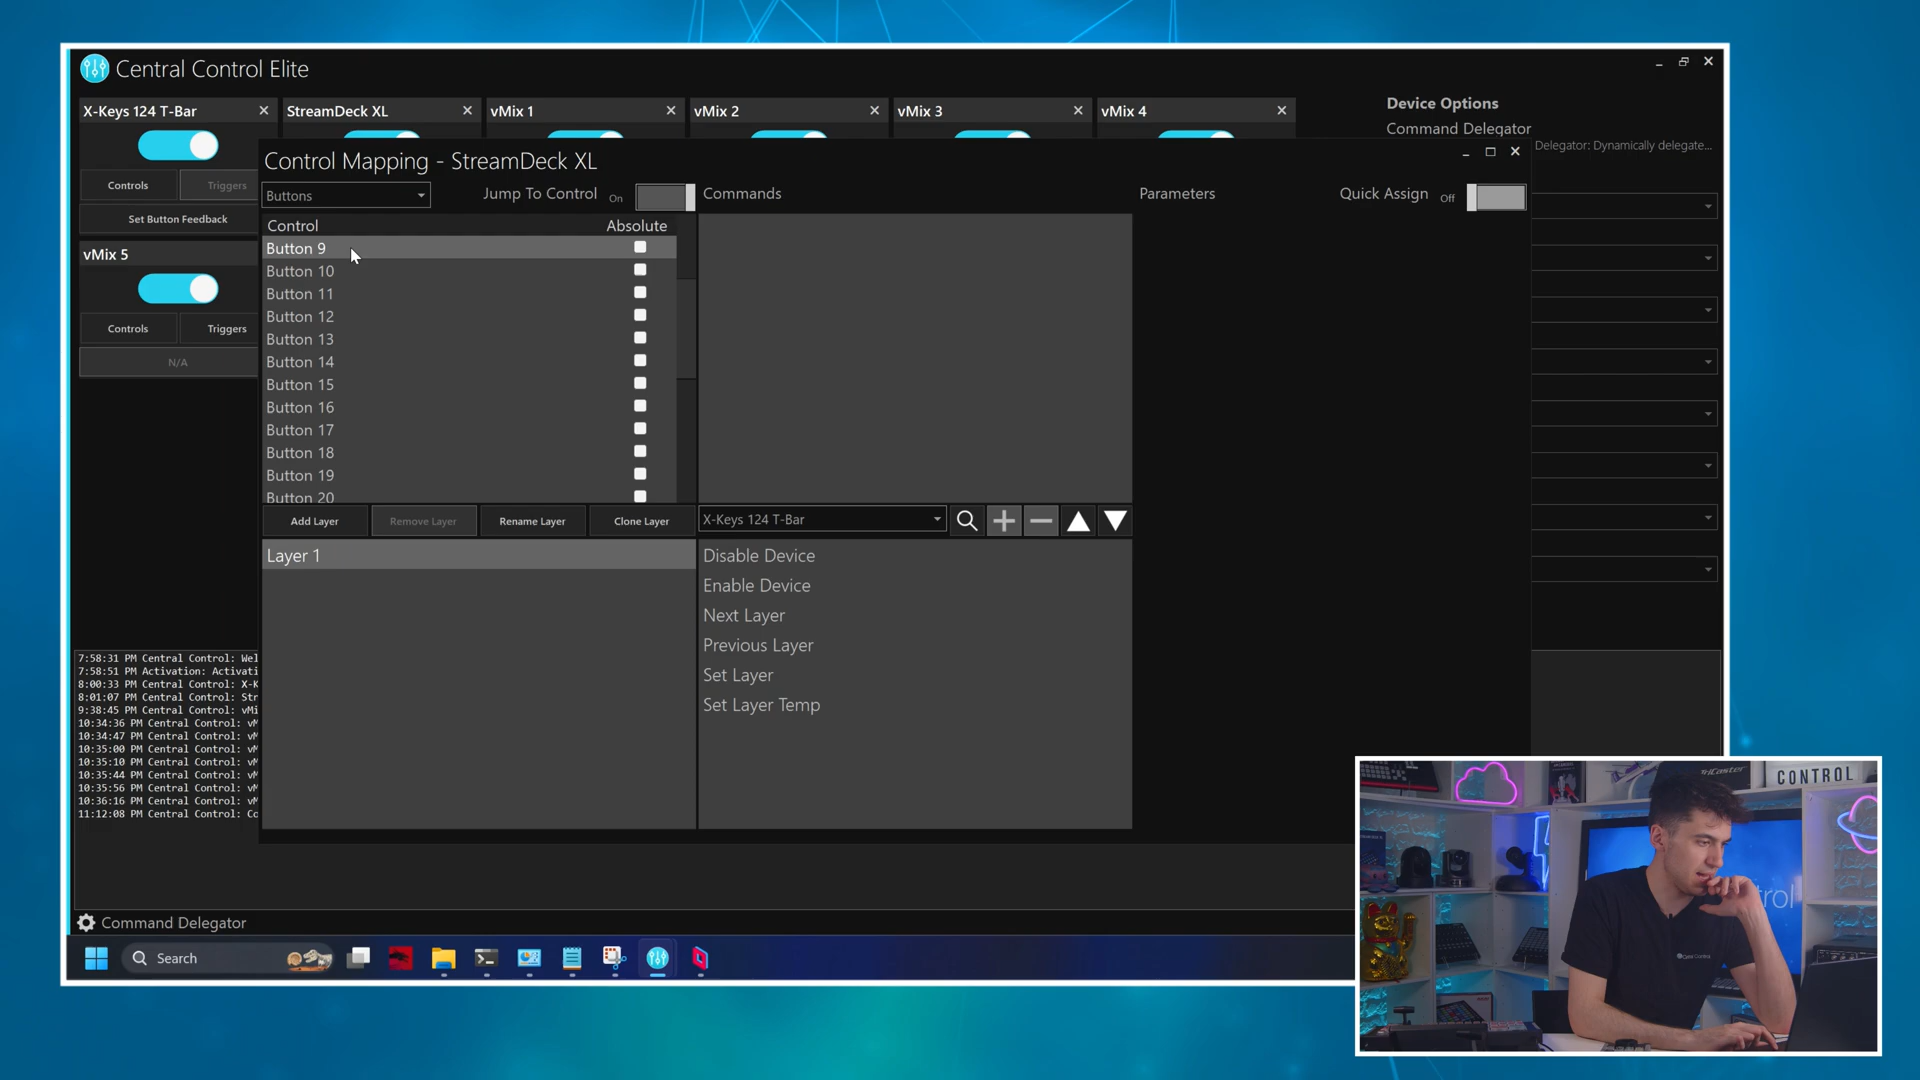 Central Control Elite
X-Keys 124 T-Bar
StreamDeck XL
vMix 1
vMix 2
vMix 3
vMix 4
Device Options
Command Delegator
Delegator: Dynamically delegate...
Controls
Triggers
Set Button Feedback
vMix 5
Controls
Triggers
N/A
Control Mapping - StreamDeck XL
Buttons
Jump To Control
On
Commands
Parameters
Quick Assign
Off
Control
Absolute
Button 9
Button 10
Button 11
Button 12
Button 13
Button 14
Button 15
Button 16
Button 17
Button 18
Button 19
Button 20
Add Layer
Remove Layer
Rename Layer
Clone Layer
X-Keys 124 T-Bar
Layer 1
Disable Device
Enable Device
Next Layer
Previous Layer
Set Layer
Set Layer Temp
7:58:31 PM Central Control: Wel
7:58:51 PM Activation: Activati
8:00:33 PM Central Control: X-K
8:01:07 PM Central Control: Str
9:38:45 PM Central Control: vMi
10:34:36 PM Central Control: vM
10:34:47 PM Central Control: vM
10:35:00 PM Central Control: vM
10:35:10 PM Central Control: vM
10:35:44 PM Central Control: vM
10:35:56 PM Central Control: vM
10:36:16 PM Central Control: vM
11:12:08 PM Central Control: Co
Command Delegator
Search
CONTROL